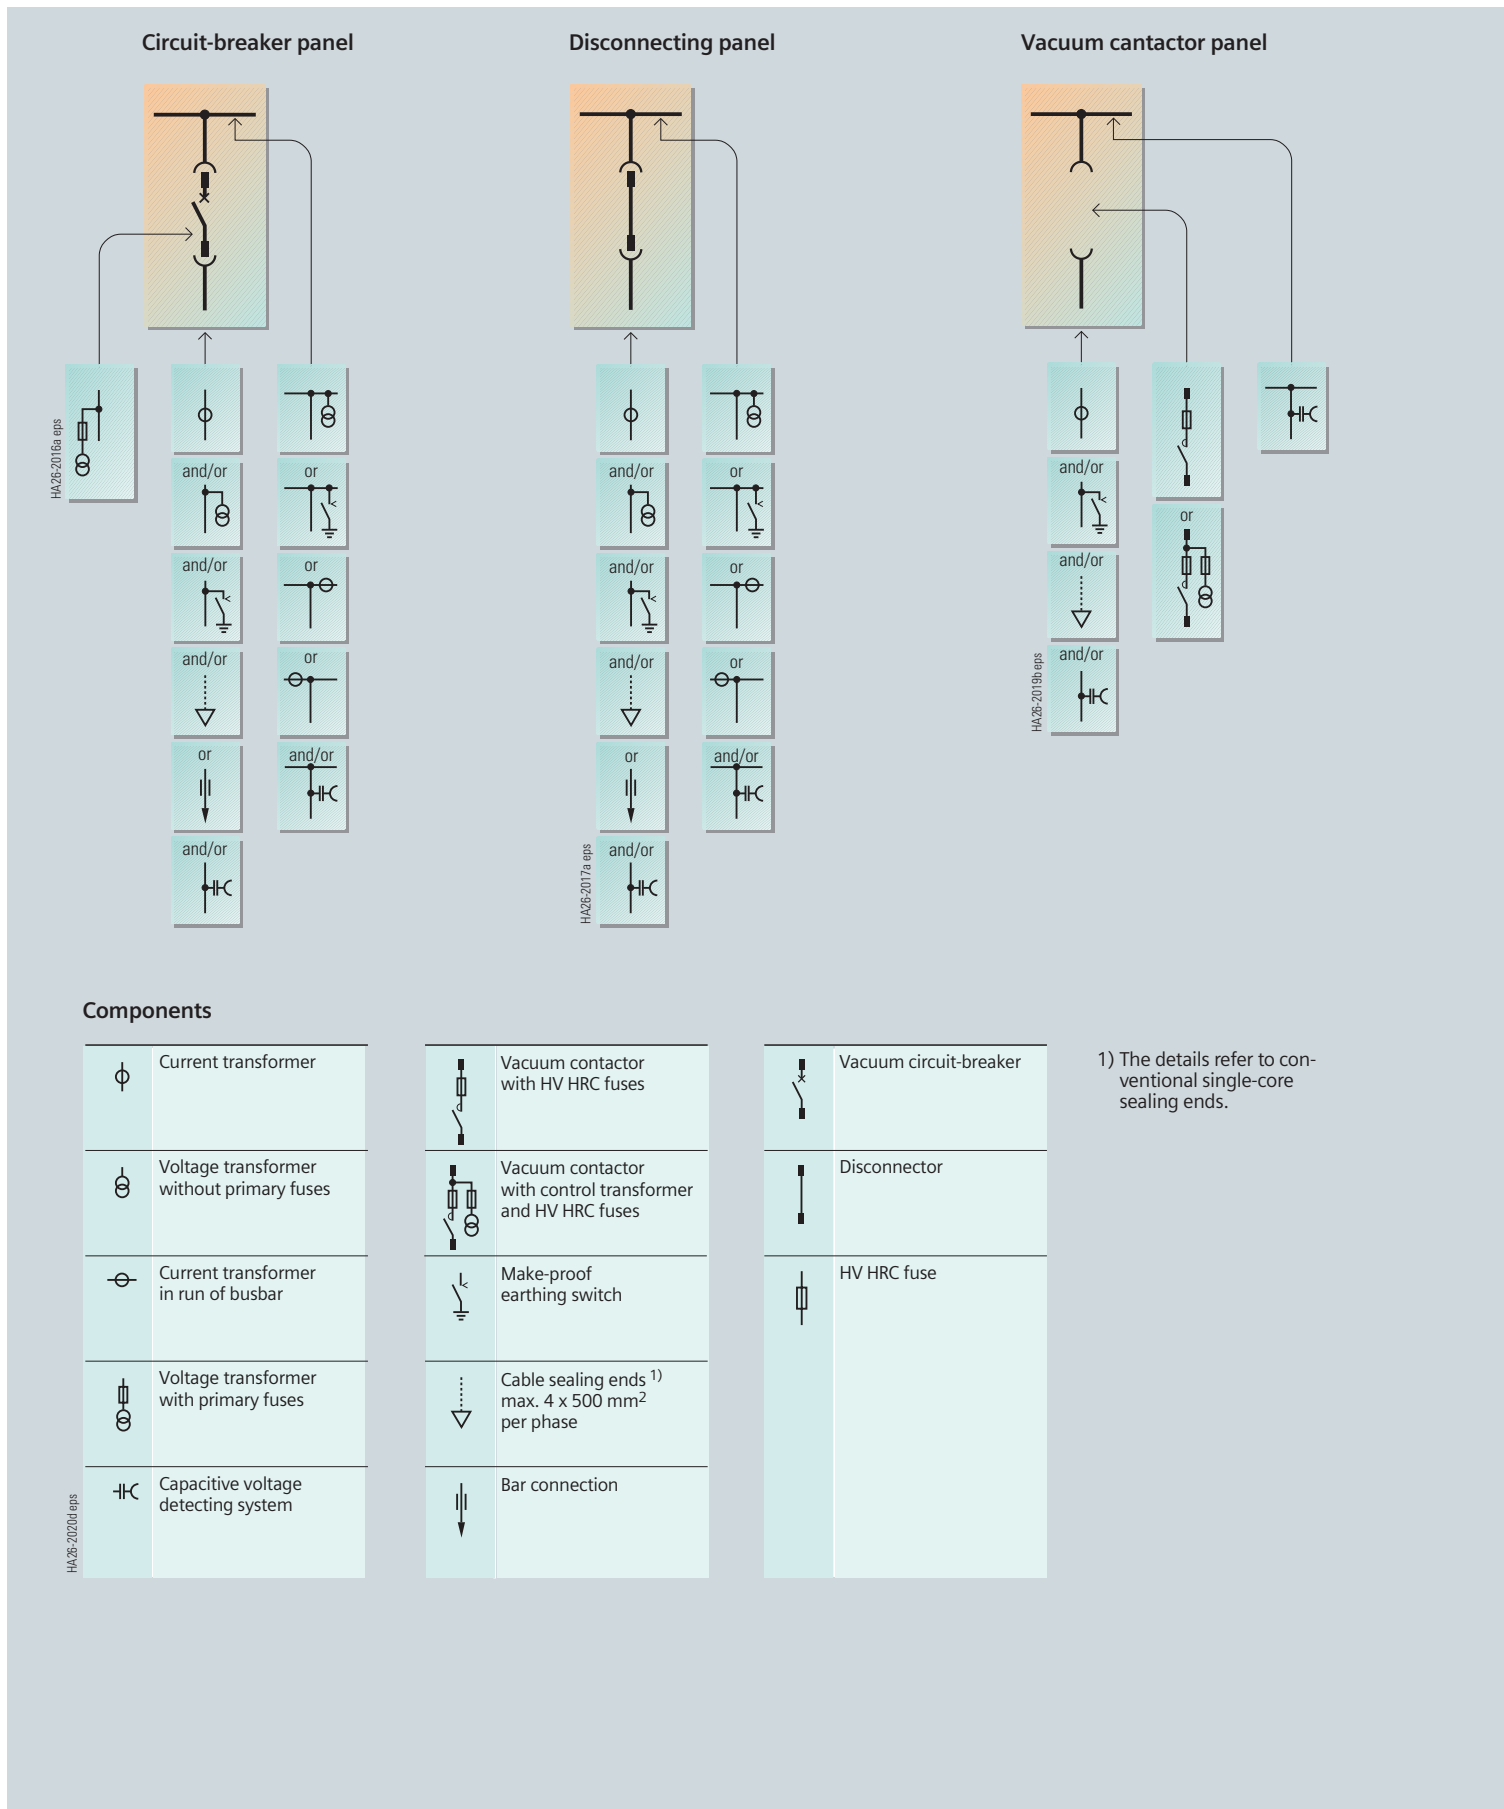 Circuit-breaker panel
Disconnecting panel
Vacuum cantactor panel
HA26-2016a eps
and/or
and/or
and/or
or
and/or
or
or
or
and/or
HA26-2017a eps
and/or
and/or
and/or
or
and/or
or
or
or
and/or
HA26-2019b eps
and/or
and/or
and/or
or
Components
Current transformer
Voltage transformer
without primary fuses
Current transformer
in run of busbar
Voltage transformer
with primary fuses
Capacitive voltage
detecting system
HA26-2020d eps
Vacuum contactor
with HV HRC fuses
Vacuum contactor
with control transformer
and HV HRC fuses
Make-proof
earthing switch
Cable sealing ends 1)
max. 4 x 500 mm2
per phase
Bar connection
Vacuum circuit-breaker
Disconnector
HV HRC fuse
1) The details refer to con-
ventional single-core
sealing ends.